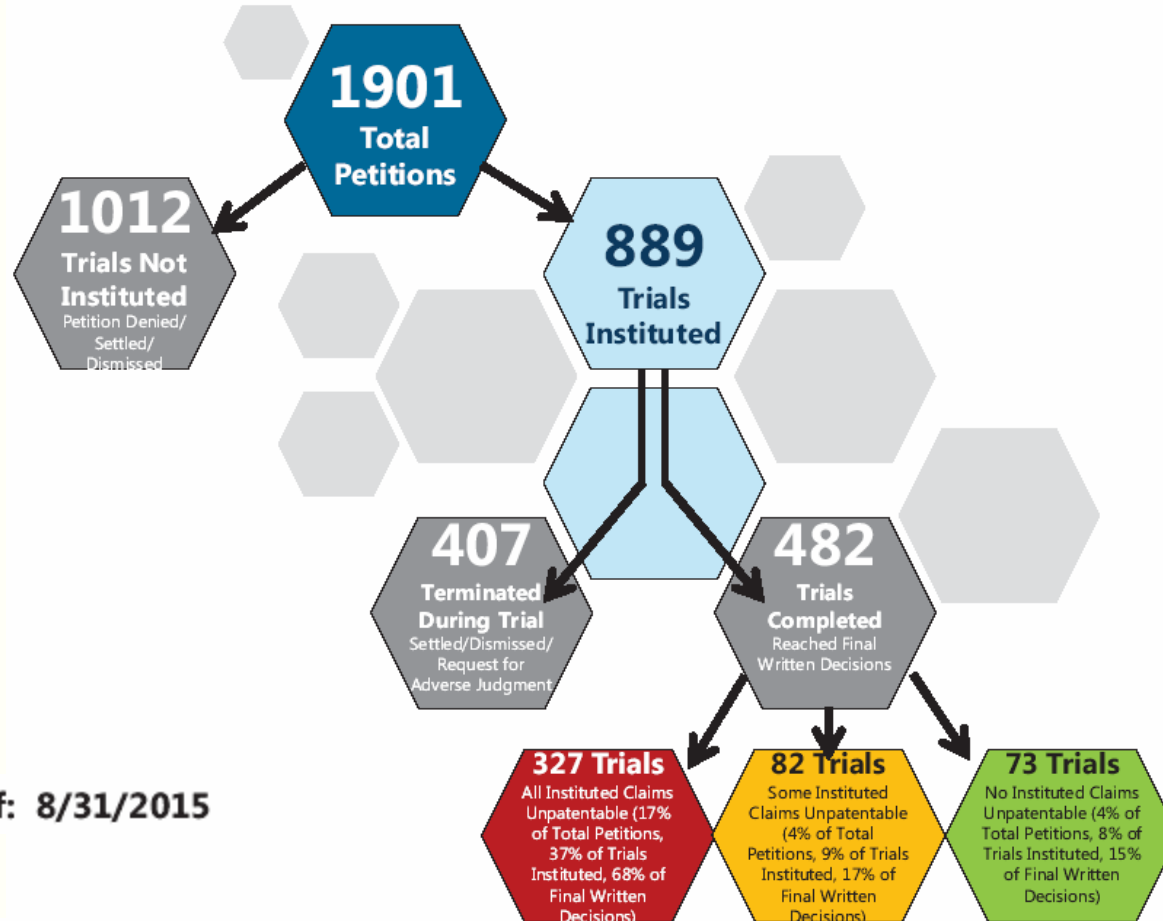 1901
Total
Petitions
1012
Trials Not
Instituted
Petition Denied/
Settled/
Dismissed
889
Trials
Instituted
407
Terminated
During Trial
Settled/Dismissed/
Request for
Adverse Judgment
482
Trials
Completed
Reached Final
Written Decisions
f: 8/31/2015
327 Trials
All Instituted Claims
Unpatentable (17%
of Total Petitions,
37% of Trials
Instituted, 68% of
Final Written
Decisions)
82 Trials
Some Instituted
Claims Unpatentable
(4% of Total
Petitions, 9% of Trials
Instituted, 17% of
Final Written
Decisions)
73 Trials
No Instituted Claims
Unpatentable (4% of
Total Petitions, 8% of
Trials Instituted, 15%
of Final Written
Decisions)